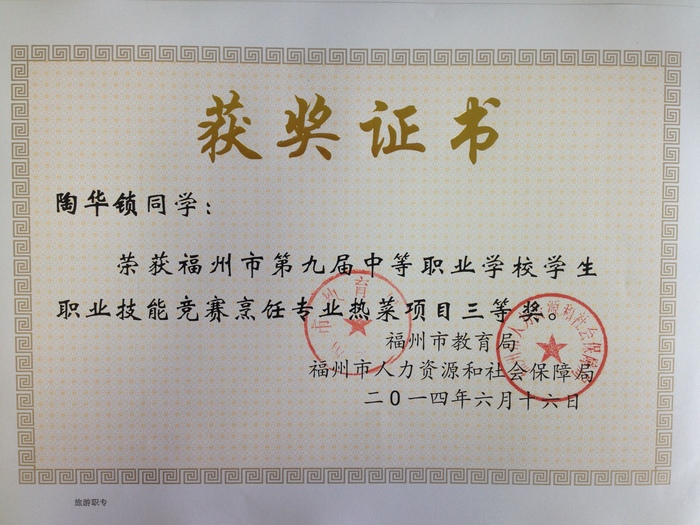 获奖证书
陶华锁同学：
荣获福州市第九届中等职业学校学生
职业技能竞赛烹饪专业热菜项目三等奖。
福州市教育局
福州市人力资源和社会保障局
二0一四年六月十六日
旅游职专